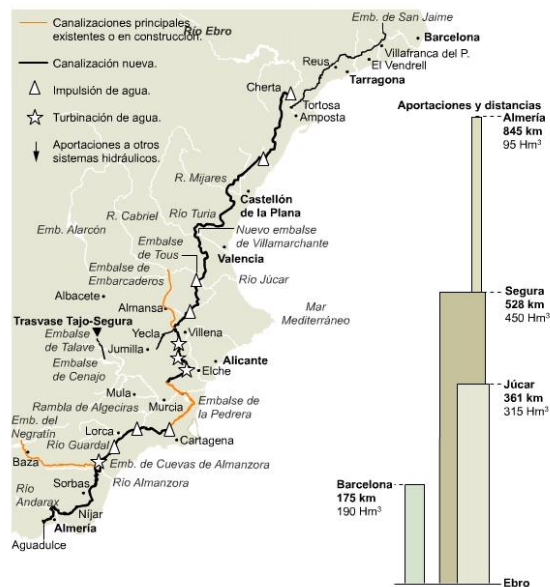 Canalizaciones principales
existentes o en construcción.
Canalización nueva.
Impulsión de agua.
Turbinación de agua.
Aportaciones a otros
sistemas hidráulicos.
Río Ebro
Emb. de San Jaime
Barcelona
Villafranca del P.
El Vendrell
Reus
Tarragona
Cherta
Tortosa
Amposta
R. Mijares
Castellón
de la Plana
R. Cabriel
Río Turia
Emb. Alarcón
Nuevo embalse
de Villamarchante
Embalse
de Tous
Valencia
Embalse de
Embarcaderos
Río Júcar
Albacete
Almansa
Mar
Mediterráneo
Trasvase Tajo-Segura
Yecla
Villena
Embalse
de Talave
Jumilla
Alicante
Embalse
de Cenajo
Elche
Mula
Rambla de Algeciras
Murcia
Embalse de
la Pedrera
Emb. del
Negratín
Lorca
Río Guardal
Cartagena
Baza
Emb. de Cuevas de Almanzora
Río
Andarax
Sorbas
Río Almanzora
Níjar
Almería
Aguadulce
Aportaciones y distancias
Almería
845 km
95 Hm³
Segura
528 km
450 Hm³
Júcar
361 km
315 Hm³
Barcelona
175 km
190 Hm³
Ebro